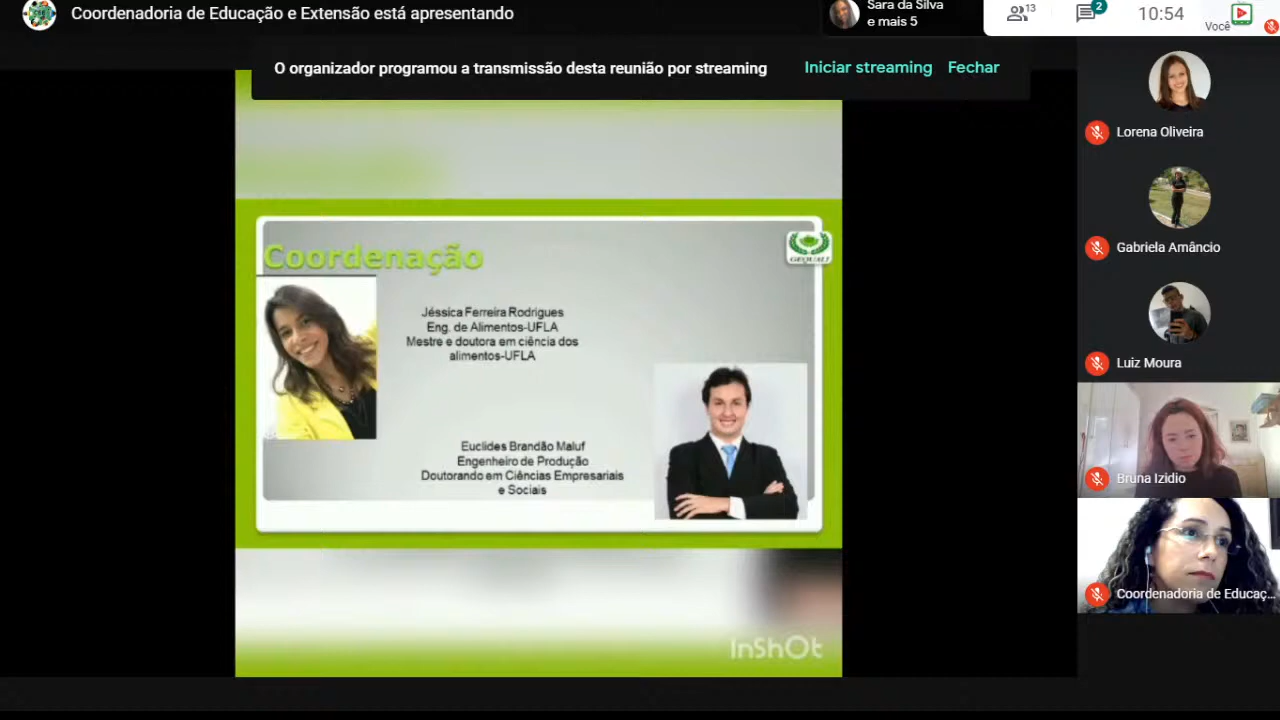 Coordenadoria de Educação e Extensão está apresentando
Sara da Silva
e mais 5
13
2
10:54
Você
O organizador programou a transmissão desta reunião por streaming
Iniciar streaming
Fechar
Lorena Oliveira
Gabriela Amâncio
Luiz Moura
Bruna Izidio
Coordenadoria de Educaç...
Coordenação
GEQUALI
Jéssica Ferreira Rodrigues
Eng. de Alimentos-UFLA
Mestre e doutora em ciência dos
alimentos-UFLA
Euclides Brandão Maluf
Engenheiro de Produção
Doutorando em Ciências Empresariais
e Sociais
InShOt